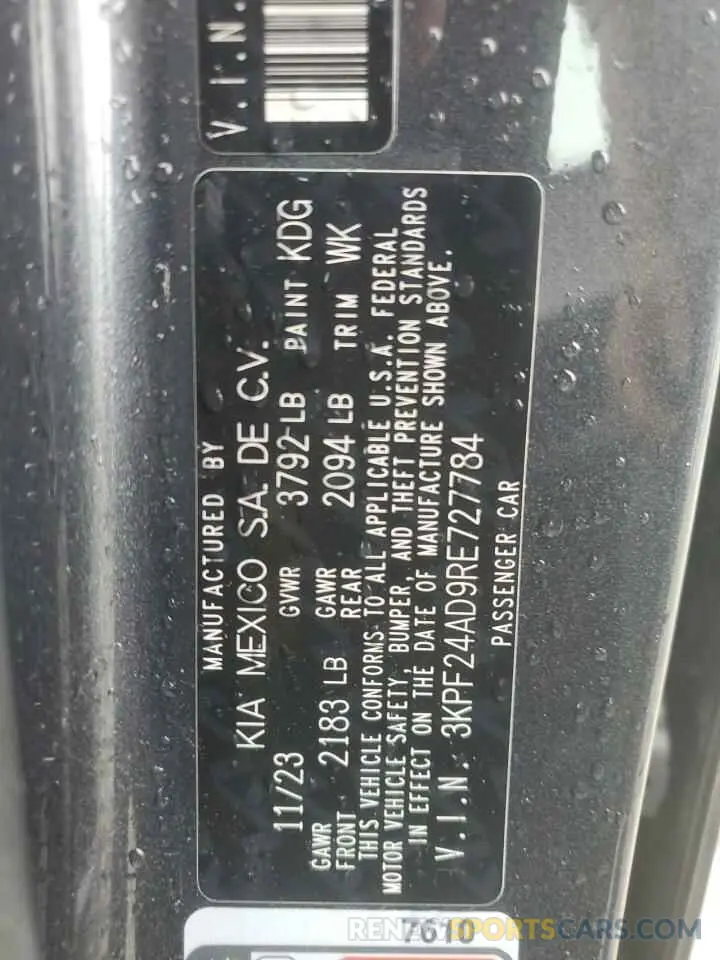 V.I.N.
MANUFACTURED BY
KIA MEXICO S.A. DE C.V.
11/23 GVWR 3792 LB PAINT KDG
GAWR FRONT 2183 LB GAWR REAR 2094 LB TRIM WK
THIS VEHICLE CONFORMS TO ALL APPLICABLE U.S.A. FEDERAL
MOTOR VEHICLE SAFETY, BUMPER, AND THEFT PREVENTION STANDARDS
IN EFFECT ON THE DATE OF MANUFACTURE SHOWN ABOVE.
V.I.N. 3KPF24AD9RE727784
PASSENGER CAR
7610
RENEWSPORTSCARS.COM